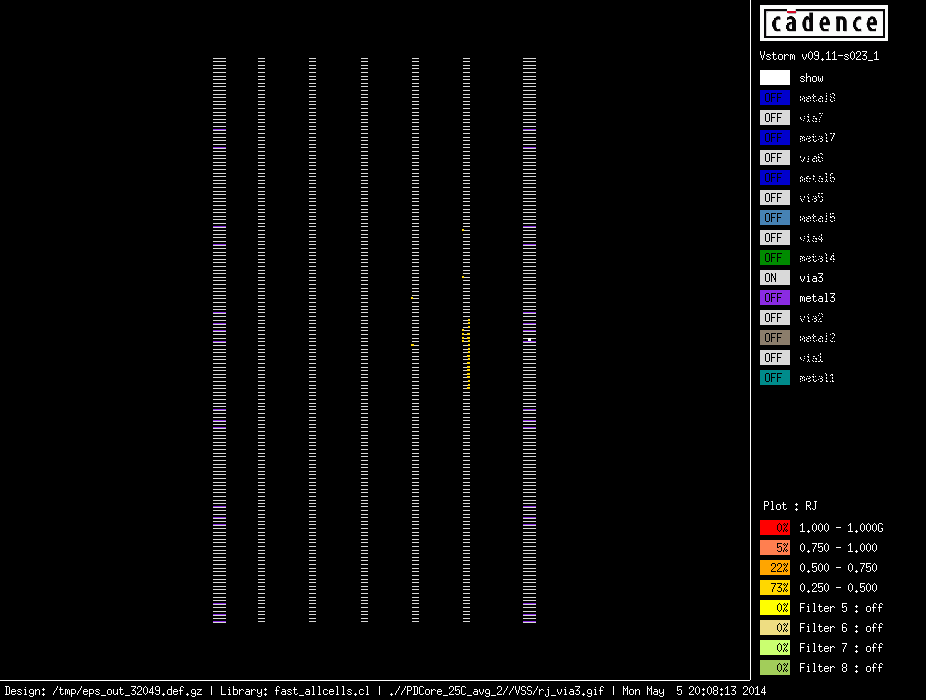 cadence
Vstorm v09.11-s023_1
show
metal8
OFF via7
metal7
OFF via6
metal6
OFF via5
OFF metal5
OFF via4
OFF metal4
ON via3
OFF metal3
OFF via2
OFF metal2
OFF via1
OFF metal1
Plot : RJ
0% 1.000 - 1.000G
5% 0.750 - 1.000
22% 0.500 - 0.750
73% 0.250 - 0.500
0% Filter 5 : off
0% Filter 6 : off
0% Filter 7 : off
0% Filter 8 : off
Design: /tmp/eps_out_32049.def.gz | Library: fast_allcells.cl | .//PDCore_25C_avg_2//VSS/rj_via3.gif | Mon May 5 20:08:13 2014